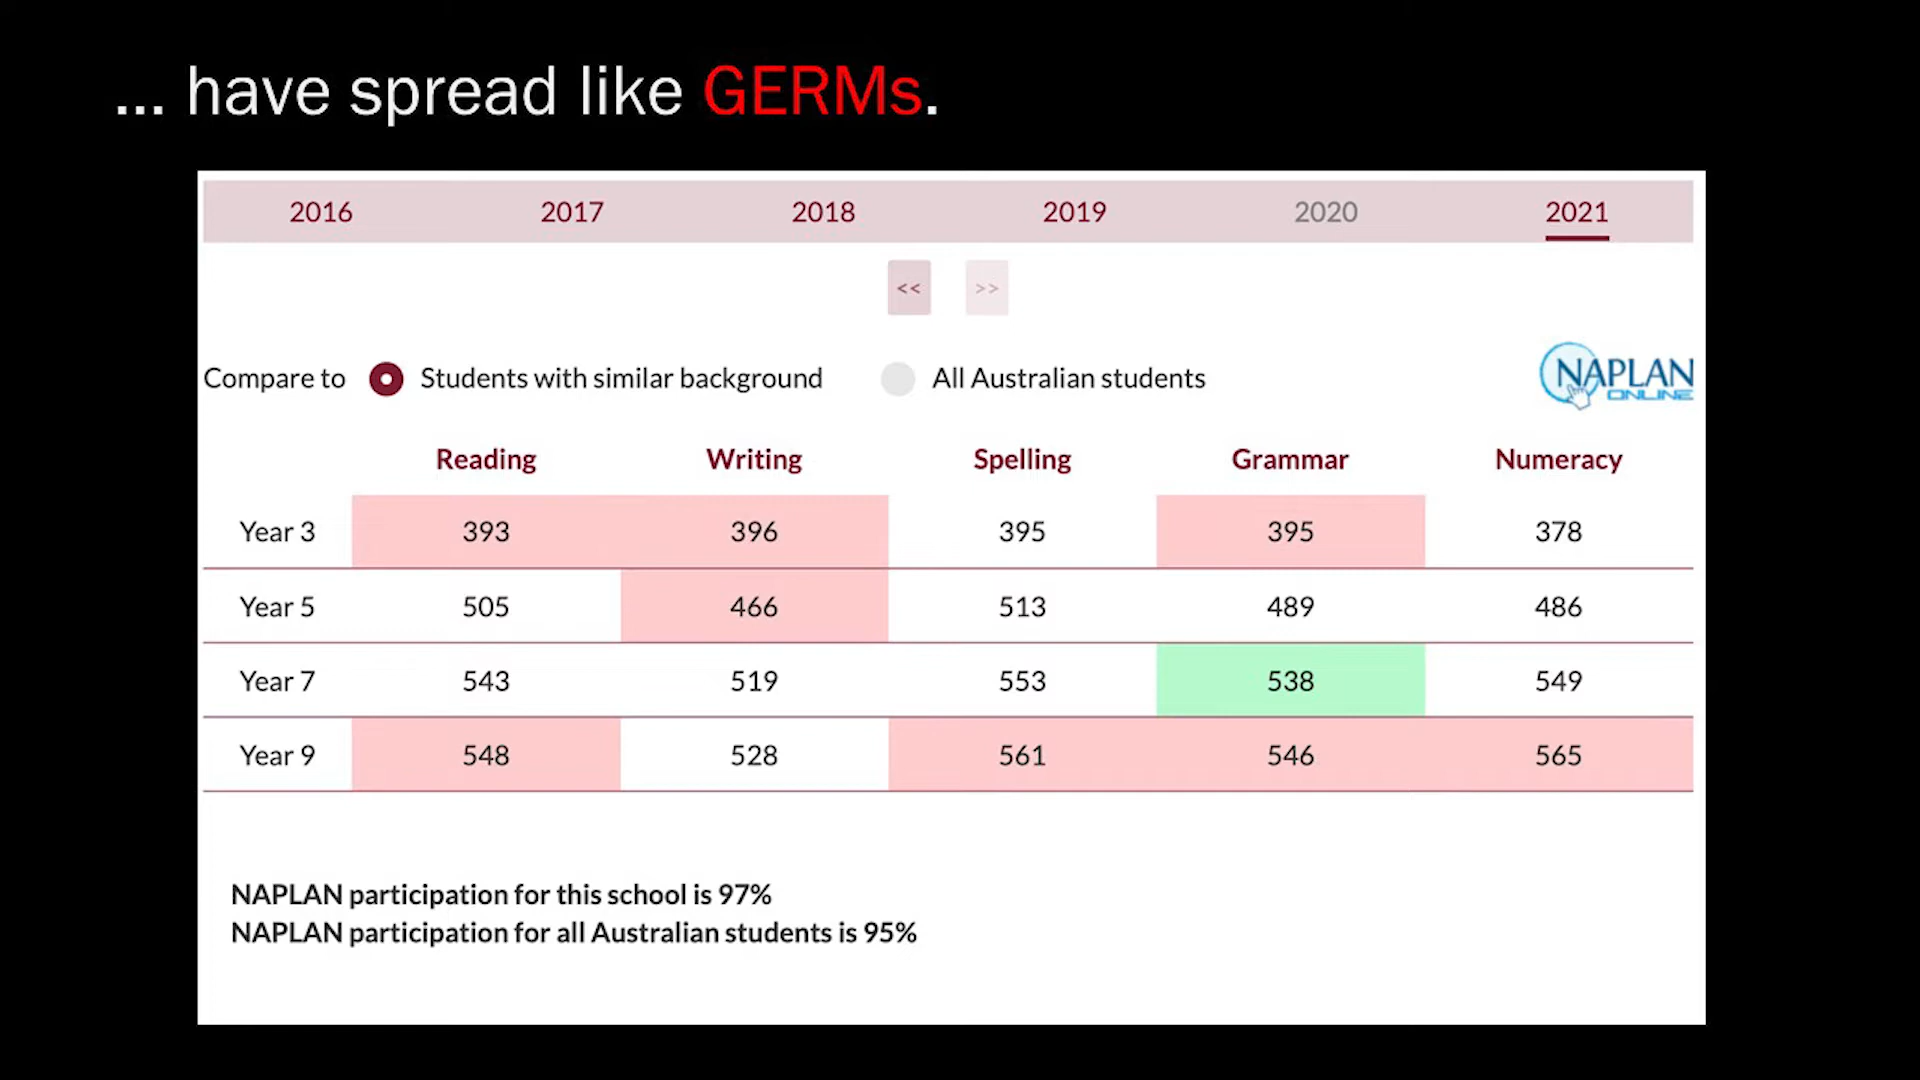 ... have spread like GERMs.
2016 2017 2018 2019 2020 2021
<< >>
Compare to Students with similar background All Australian students
NAPLAN
ONLINE
Reading Writing Spelling Grammar Numeracy
Year 3 393 396 395 395 378
Year 5 505 466 513 489 486
Year 7 543 519 553 538 549
Year 9 548 528 561 546 565
NAPLAN participation for this school is 97%
NAPLAN participation for all Australian students is 95%